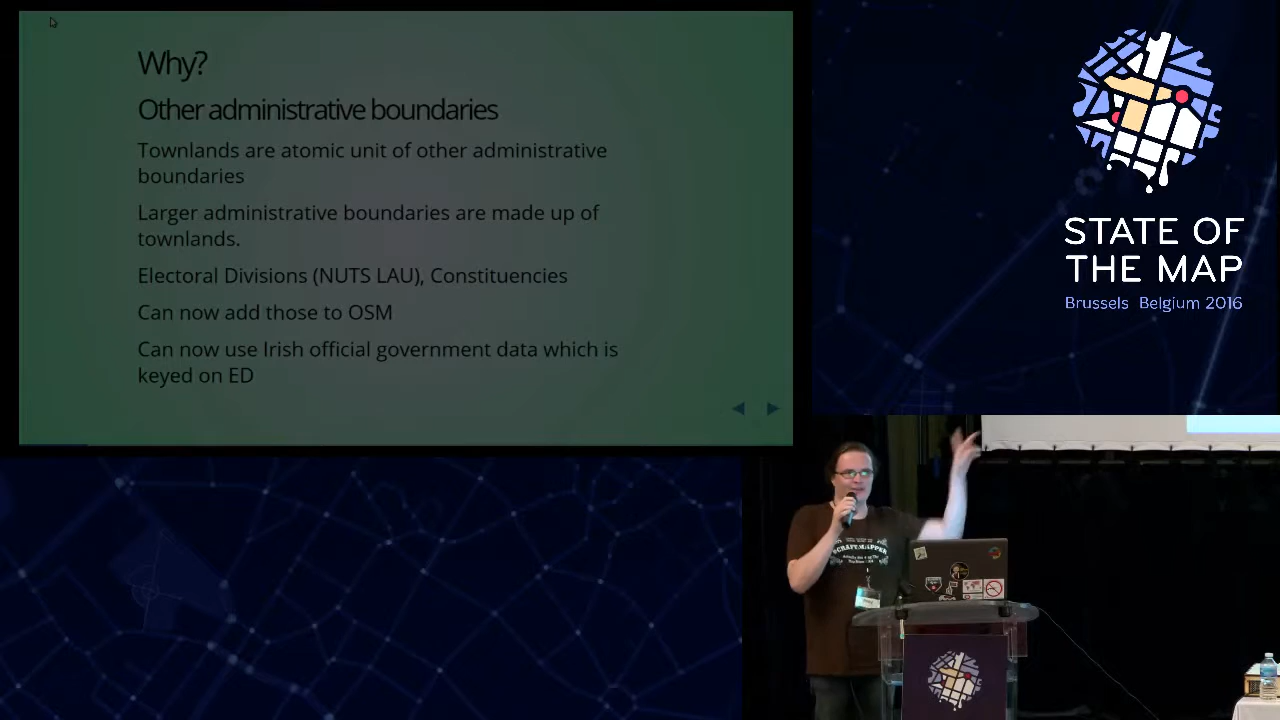 Why?
Other administrative boundaries
Townlands are atomic unit of other administrative
boundaries
Larger administrative boundaries are made up of
townlands.
Electoral Divisions (NUTS LAU), Constituencies
Can now add those to OSM
Can now use Irish official government data which is
keyed on ED
STATE OF
THE MAP
Brussels Belgium 2016
CRAFT MAPPER